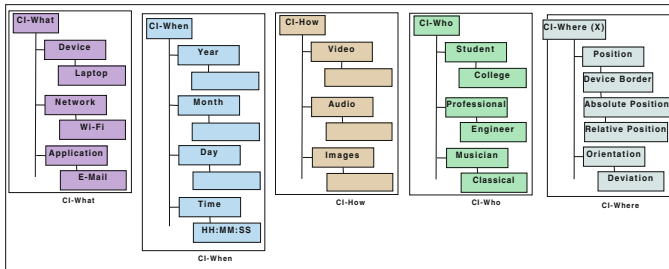 CI-What
Device
Laptop
Network
Wi-Fi
Application
E-Mail
CI-What
CI-When
Year
Month
Day
Time
HH:MM:SS
CI-When
CI-How
Video
Audio
Images
CI-How
CI-Who
Student
College
Professional
Engineer
Musician
Classical
CI-Who
CI-Where (X)
Position
Device Border
Absolute Position
Relative Position
Orientation
Deviation
CI-Where